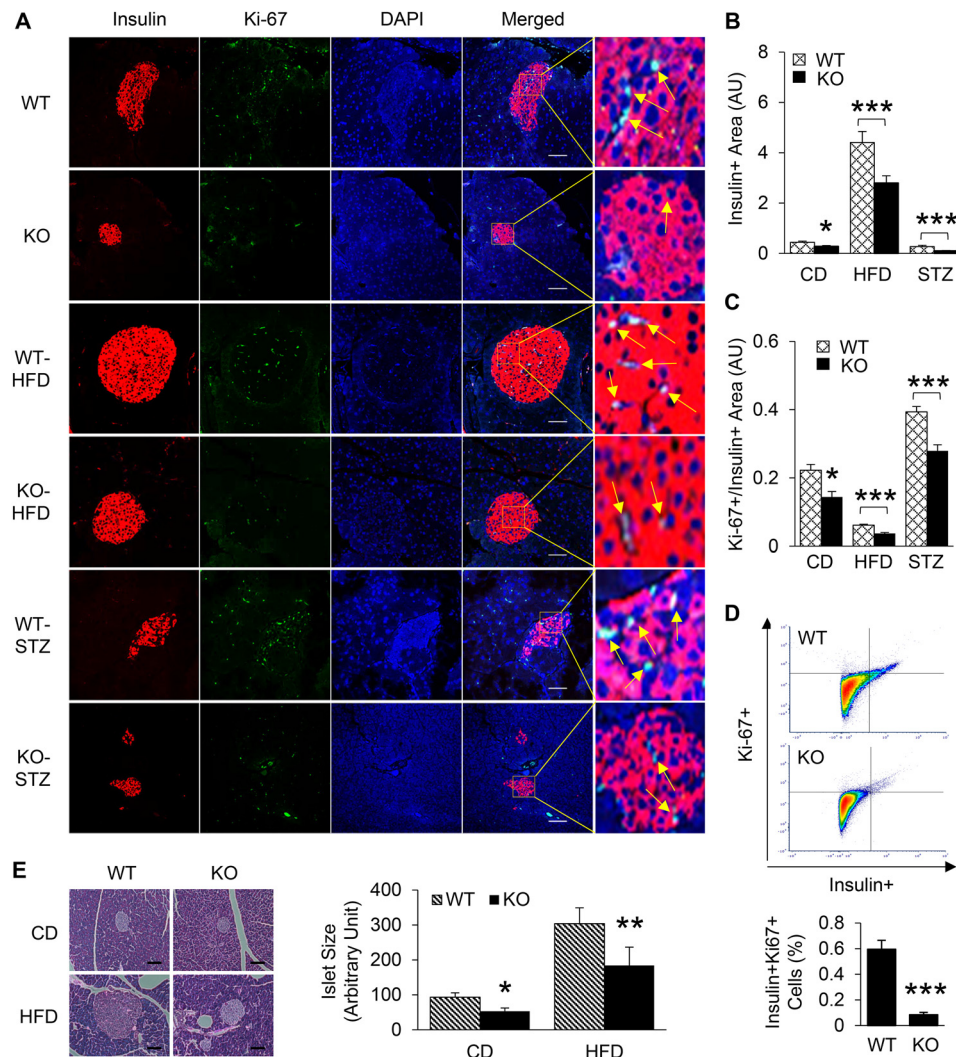 A
Insulin
Ki-67
DAPI
Merged
WT
KO
WT-
HFD
KO-
HFD
WT-
STZ
KO-
STZ
B
Insulin+ Area (AU)
8
6
4
2
0
WT
KO
*
***
***
CD
HFD
STZ
C
Ki-67+/Insulin+ Area (AU)
0.6
0.4
0.2
0
WT
KO
*
***
***
CD
HFD
STZ
D
Ki-67+
WT
KO
Insulin+
Insulin+Ki67+
Cells (%)
0.8
0.6
0.4
0.2
0
***
WT
KO
E
WT
KO
CD
HFD
Islet Size
(Arbitrary Unit)
400
300
200
100
0
WT
KO
*
**
CD
HFD